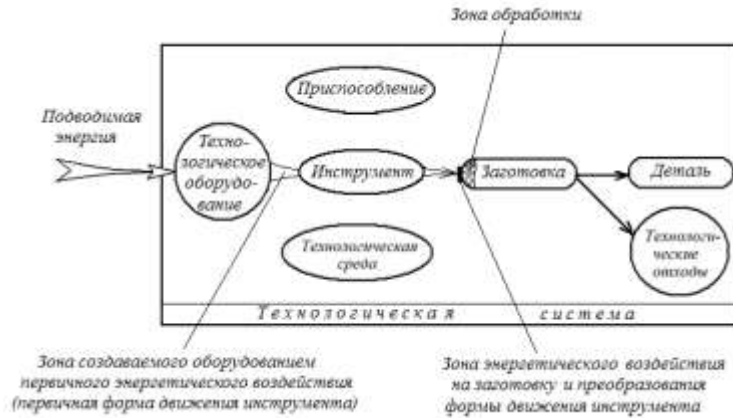 Зона обработки
Приспособление
Подводимая
энергия
Техно-
логическое
оборудо-
вание
Инструмент
Заготовка
Деталь
Технологическая
среда
Технологи-
ческие
отходы
Технологическая система
Зона создаваемого оборудованием
первичного энергетического воздействия
(первичная форма движения инструмента)
Зона энергетического воздействия
на заготовку и преобразования
формы движения инструмента